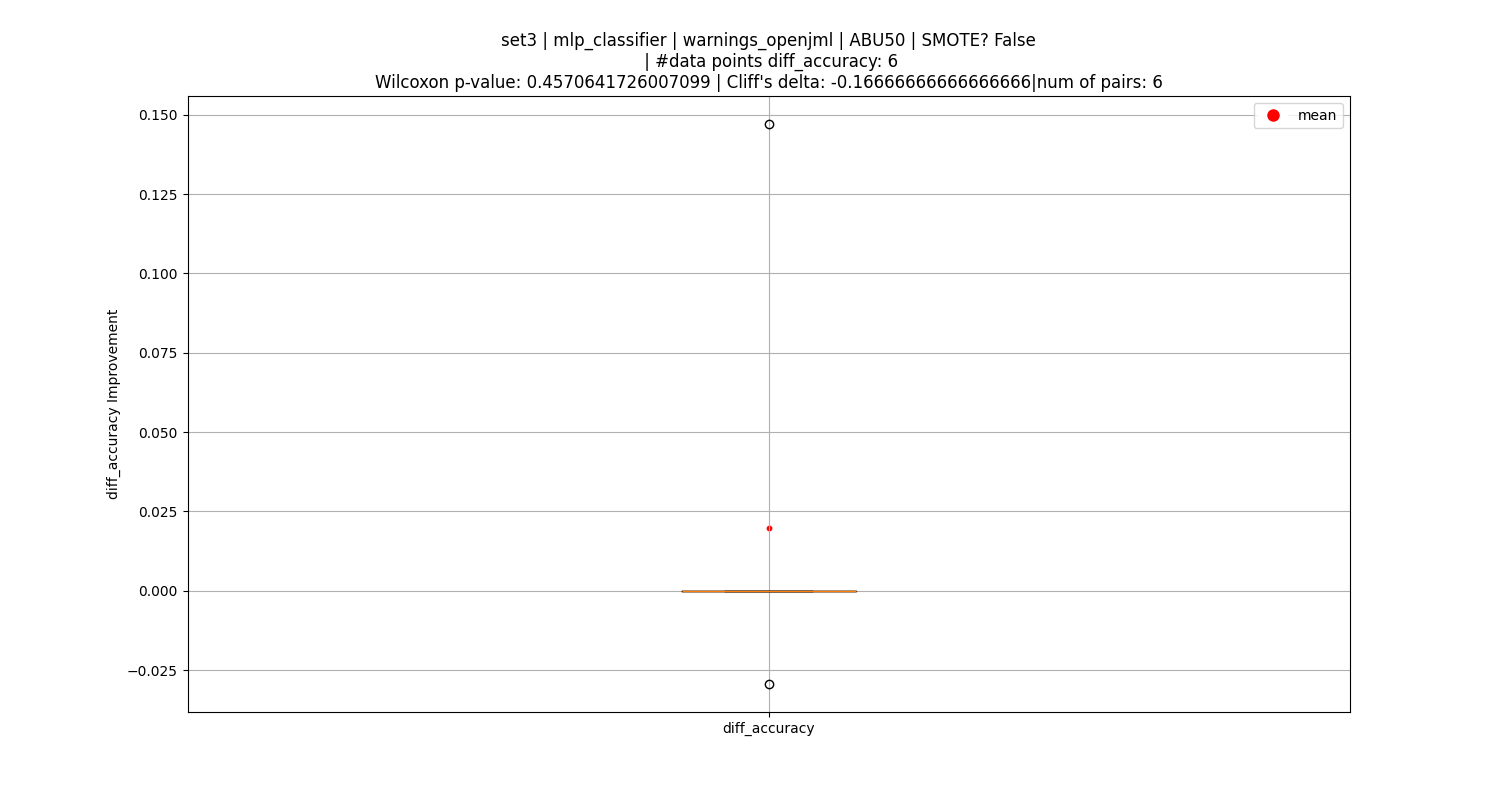 set3 | mlp_classifier | warnings_openjml | ABU50 | SMOTE? False
| #data points diff_accuracy: 6
Wilcoxon p-value: 0.4570641726007099 | Cliff's delta: -0.16666666666666666|num of pairs: 6
mean
0.150
0.125
0.100
0.075
0.050
0.025
0.000
−0.025
diff_accuracy Improvement
diff_accuracy